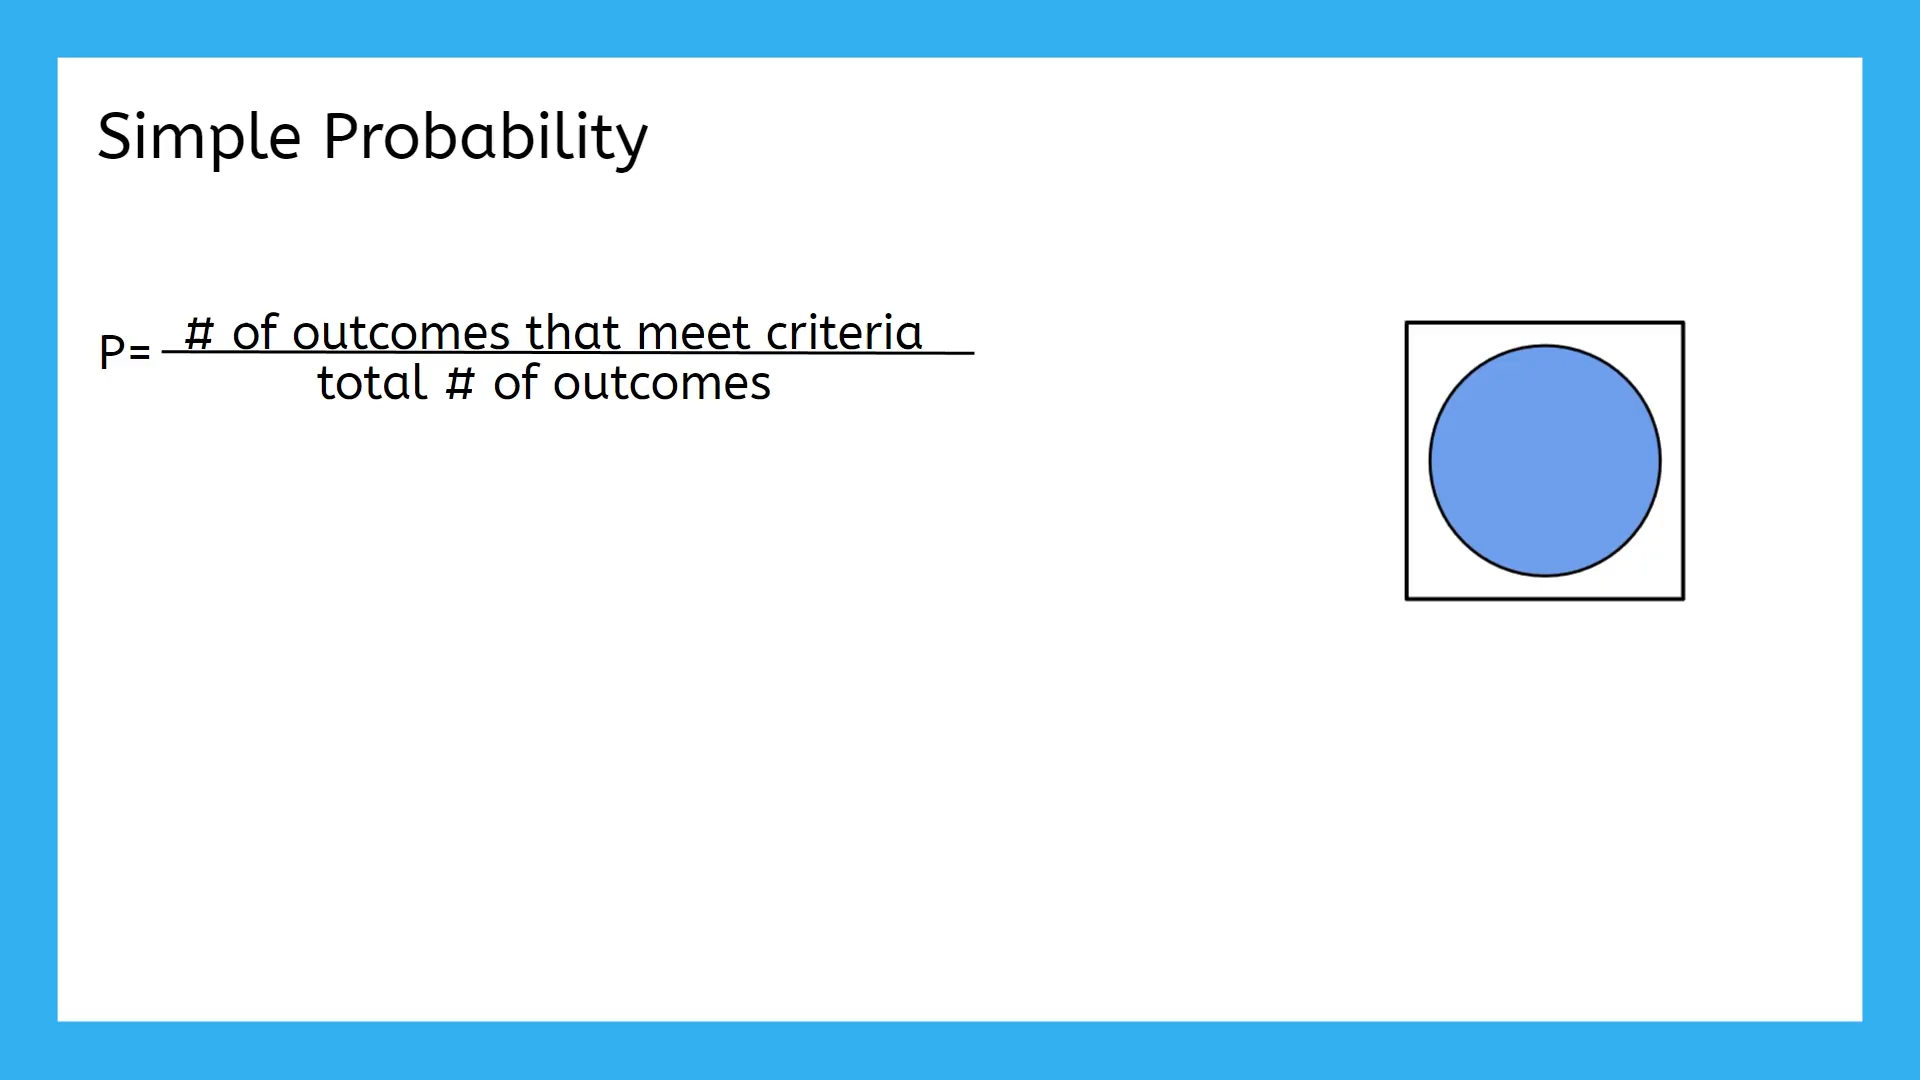 Simple Probability
P= # of outcomes that meet criteria
total # of outcomes